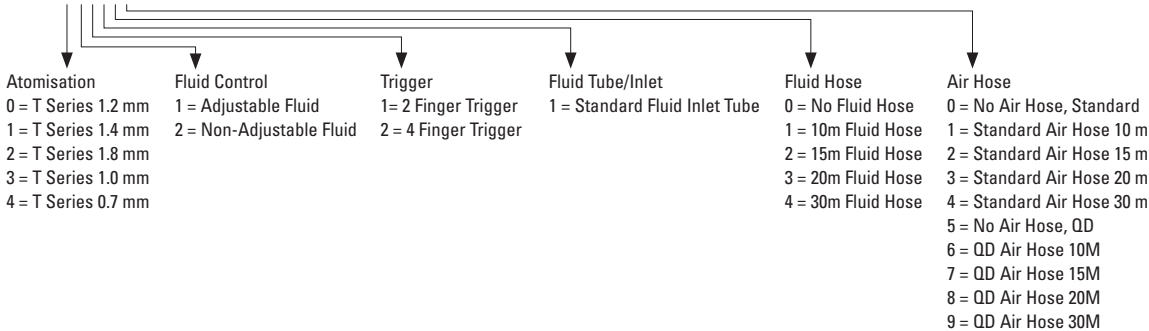 Atomisation
0 = T Series 1.2 mm
1 = T Series 1.4 mm
2 = T Series 1.8 mm
3 = T Series 1.0 mm
4 = T Series 0.7 mm
Fluid Control
1 = Adjustable Fluid
2 = Non-Adjustable Fluid
Trigger
1= 2 Finger Trigger
2 = 4 Finger Trigger
Fluid Tube/Inlet
1 = Standard Fluid Inlet Tube
Fluid Hose
0 = No Fluid Hose
1 = 10m Fluid Hose
2 = 15m Fluid Hose
3 = 20m Fluid Hose
4 = 30m Fluid Hose
Air Hose
0 = No Air Hose, Standard
1 = Standard Air Hose 10 m
2 = Standard Air Hose 15 m
3 = Standard Air Hose 20 m
4 = Standard Air Hose 30 m
5 = No Air Hose, QD
6 = QD Air Hose 10M
7 = QD Air Hose 15M
8 = QD Air Hose 20M
9 = QD Air Hose 30M